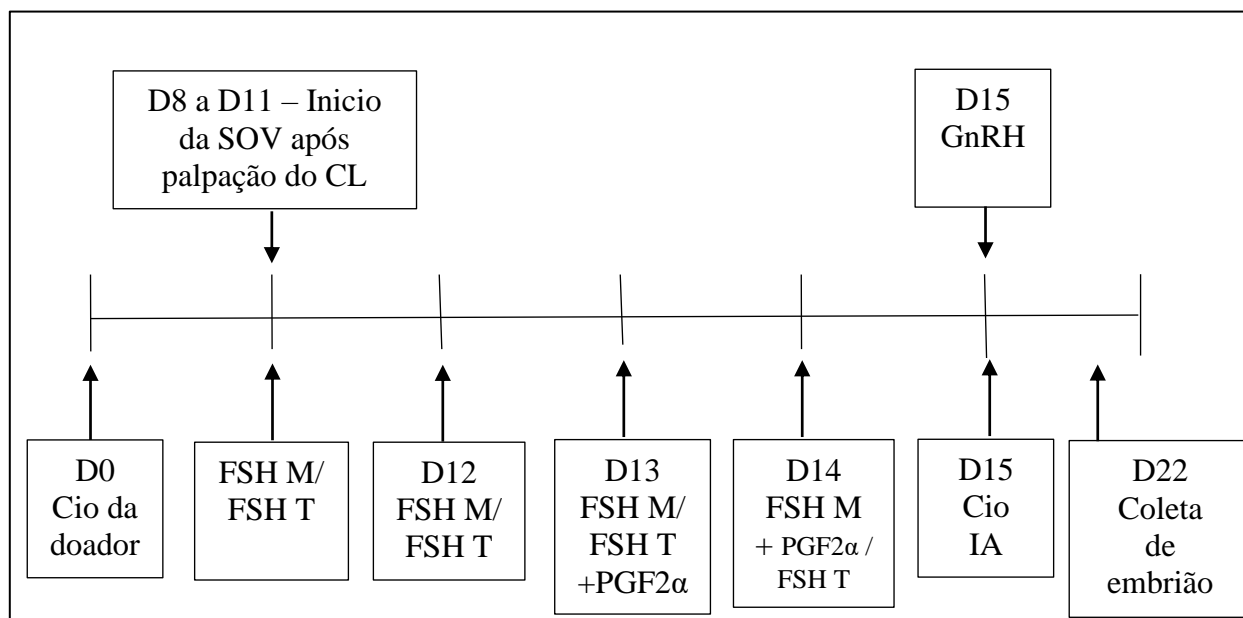 D8 a D11 – Inicio
da SOV após
palpação do CL
D15
GnRH
D0
Cio da
doador
FSH M/
FSH T
D12
FSH M/
FSH T
D13
FSH M/
FSH T
+PGF2α
D14
FSH M
+ PGF2α /
FSH T
D15
Cio
IA
D22
Coleta
de
embrião